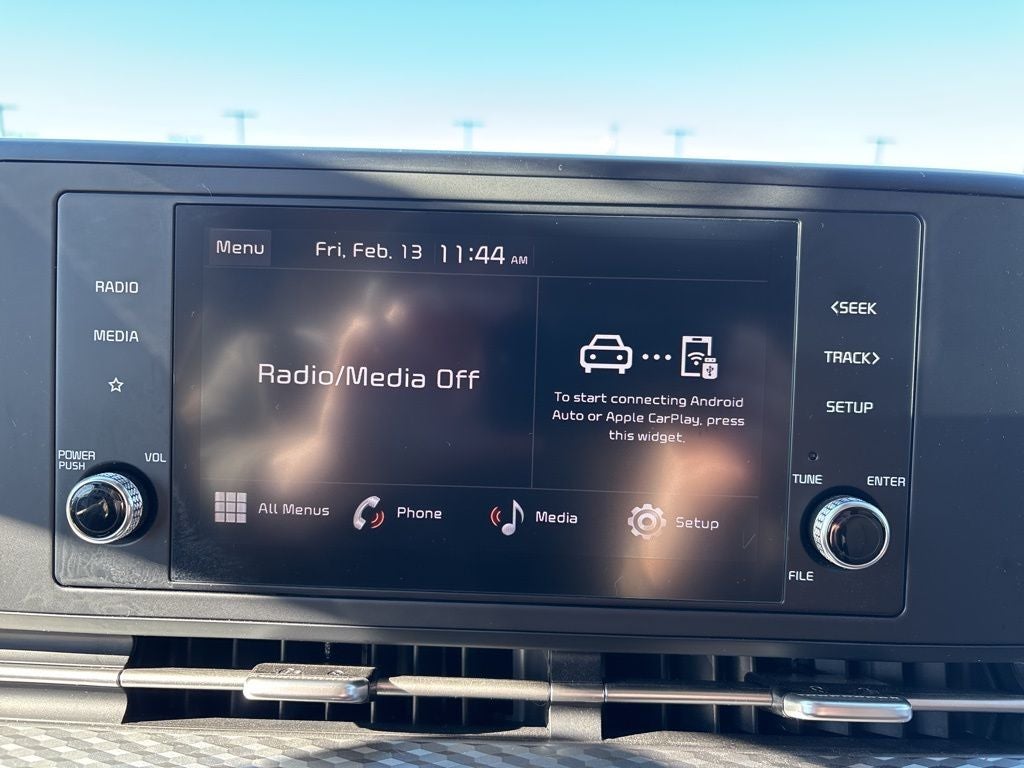 Menu
Fri, Feb. 13 11:44 AM
RADIO
MEDIA
POWER
PUSH
VOL
Radio/Media Off
To start connecting Android
Auto or Apple CarPlay, press
this widget.
All Menus
Phone
Media
Setup
<SEEK
TRACK>
SETUP
TUNE
ENTER
FILE